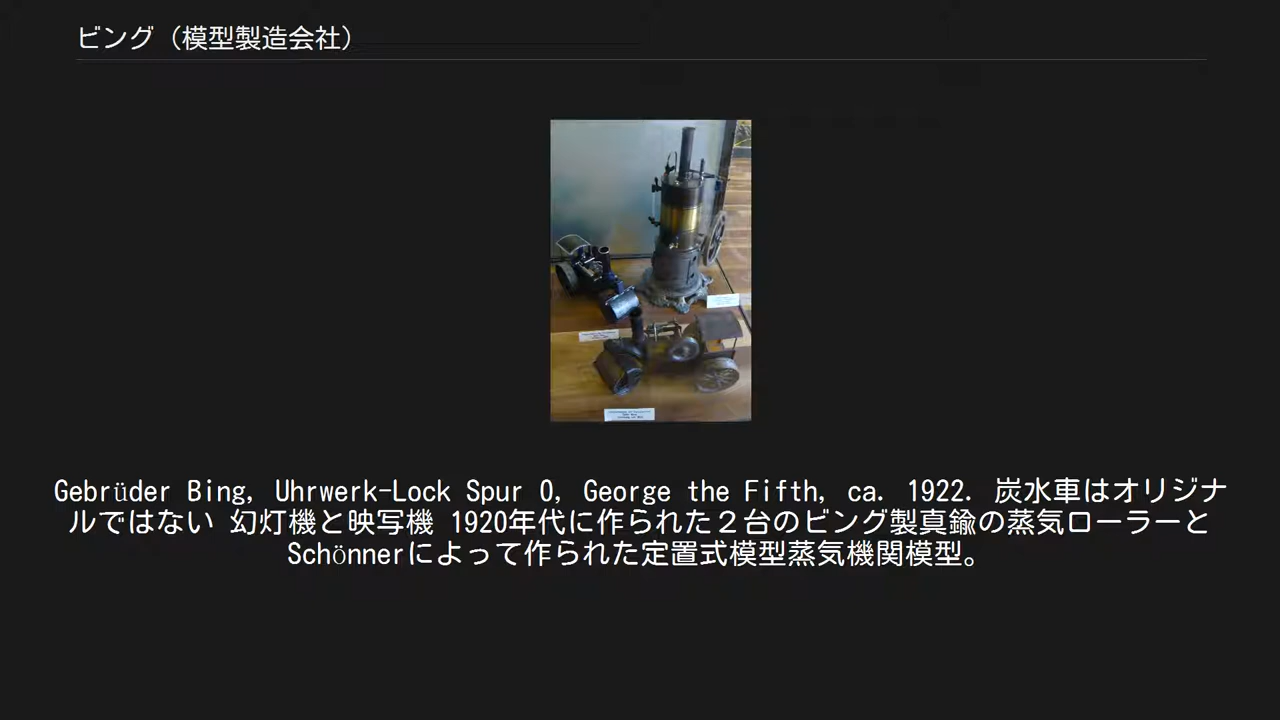 ビング（模型製造会社）
Gebrüder Bing, Uhrwerk-Lock Spur O, George the Fifth, ca. 1922. 炭水車はオリジナ
ルではない 幻灯機と映写機 1920年代に作られた２台のビング製真鍮の蒸気ローラーと
Schönnerによって作られた定置式模型蒸気機関模型。